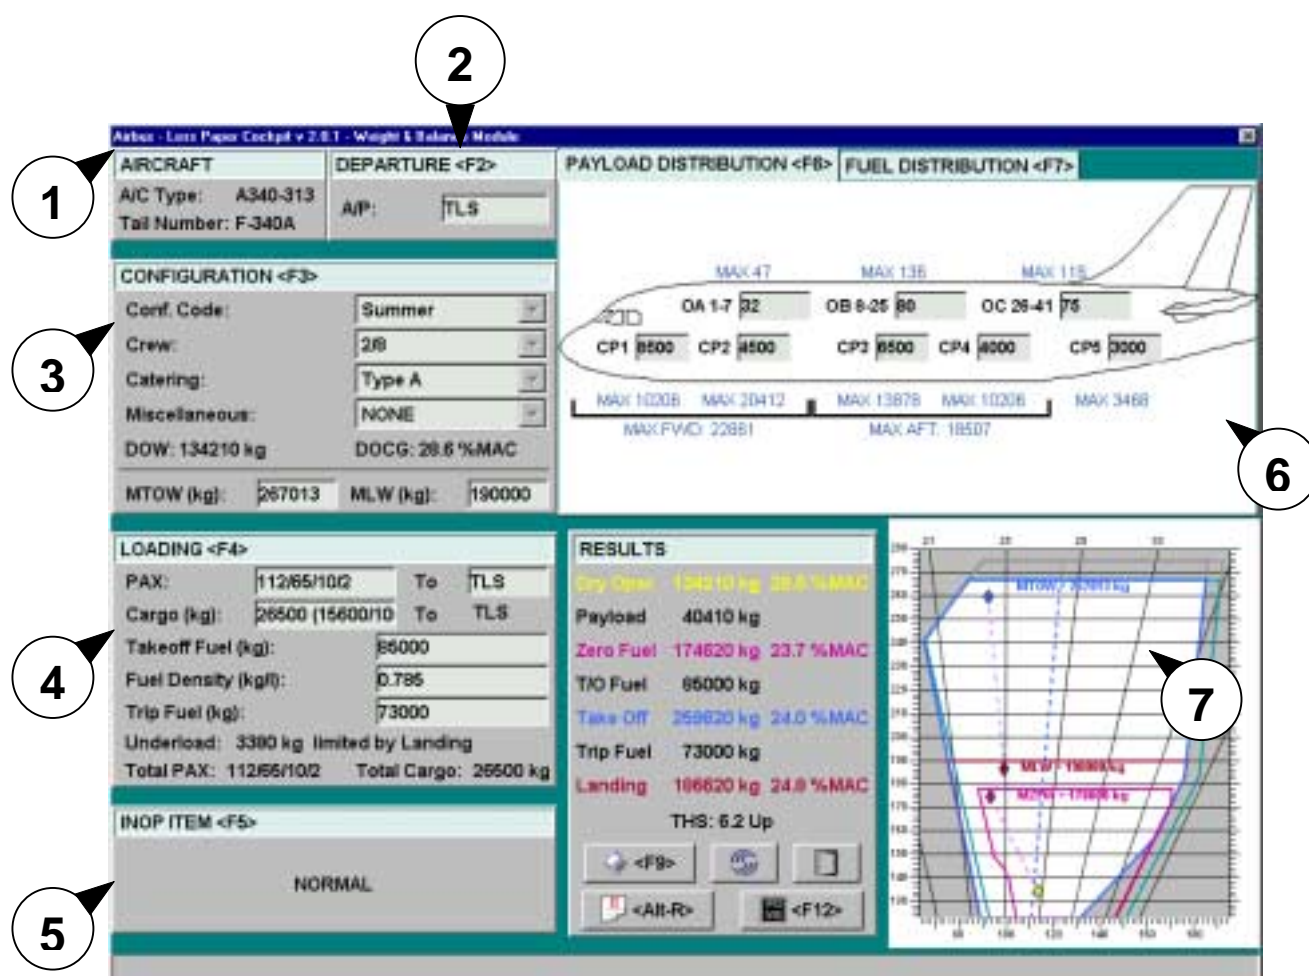 2
Airbus - Less Paper Cockpit v 2.0.1 - Weight & Balance Module
1
AIRCRAFT
A/C Type: A340-313
Tail Number: F-340A
DEPARTURE <F2>
A/P: TLS
PAYLOAD DISTRIBUTION <F6>
FUEL DISTRIBUTION <F7>
MAX 47 MAX 136 MAX 118
OA 1-7 32 OB 8-25 80 OC 26-41 75
CP1 8500 CP2 4500 CP3 6500 CP4 4000 CP5 3000
MAX 10206 MAX 20412 MAX 13878 MAX 10206 MAX 3468
MAX FWD: 22861 MAX AFT: 18507
6
CONFIGURATION <F3>
3
Conf. Code: Summer
Crew: 2/8
Catering: Type A
Miscellaneous: NONE
DOW: 134210 kg DOCG: 28.6 %MAC
MTOW (kg): 267013 MLW (kg): 190000
LOADING <F4>
4
PAX: 112/65/10/2 To TLS
Cargo (kg): 26500 (15600/10 To TLS
Takeoff Fuel (kg): 85000
Fuel Density (kg/l): 0.785
Trip Fuel (kg): 73000
Underload: 3380 kg limited by Landing
Total PAX: 112/65/10/2 Total Cargo: 26500 kg
INOP ITEM <F5>
5
NORMAL
RESULTS
Dry Oper. 134210 kg 28.6 %MAC
Payload 40410 kg
Zero Fuel 174620 kg 23.7 %MAC
T/O Fuel 85000 kg
Take Off 259620 kg 24.0 %MAC
Trip Fuel 73000 kg
Landing 186620 kg 24.8 %MAC
THS: 6.2 Up
<F9>
<Alt-R> <F12>
7
MLW = 190000 kg